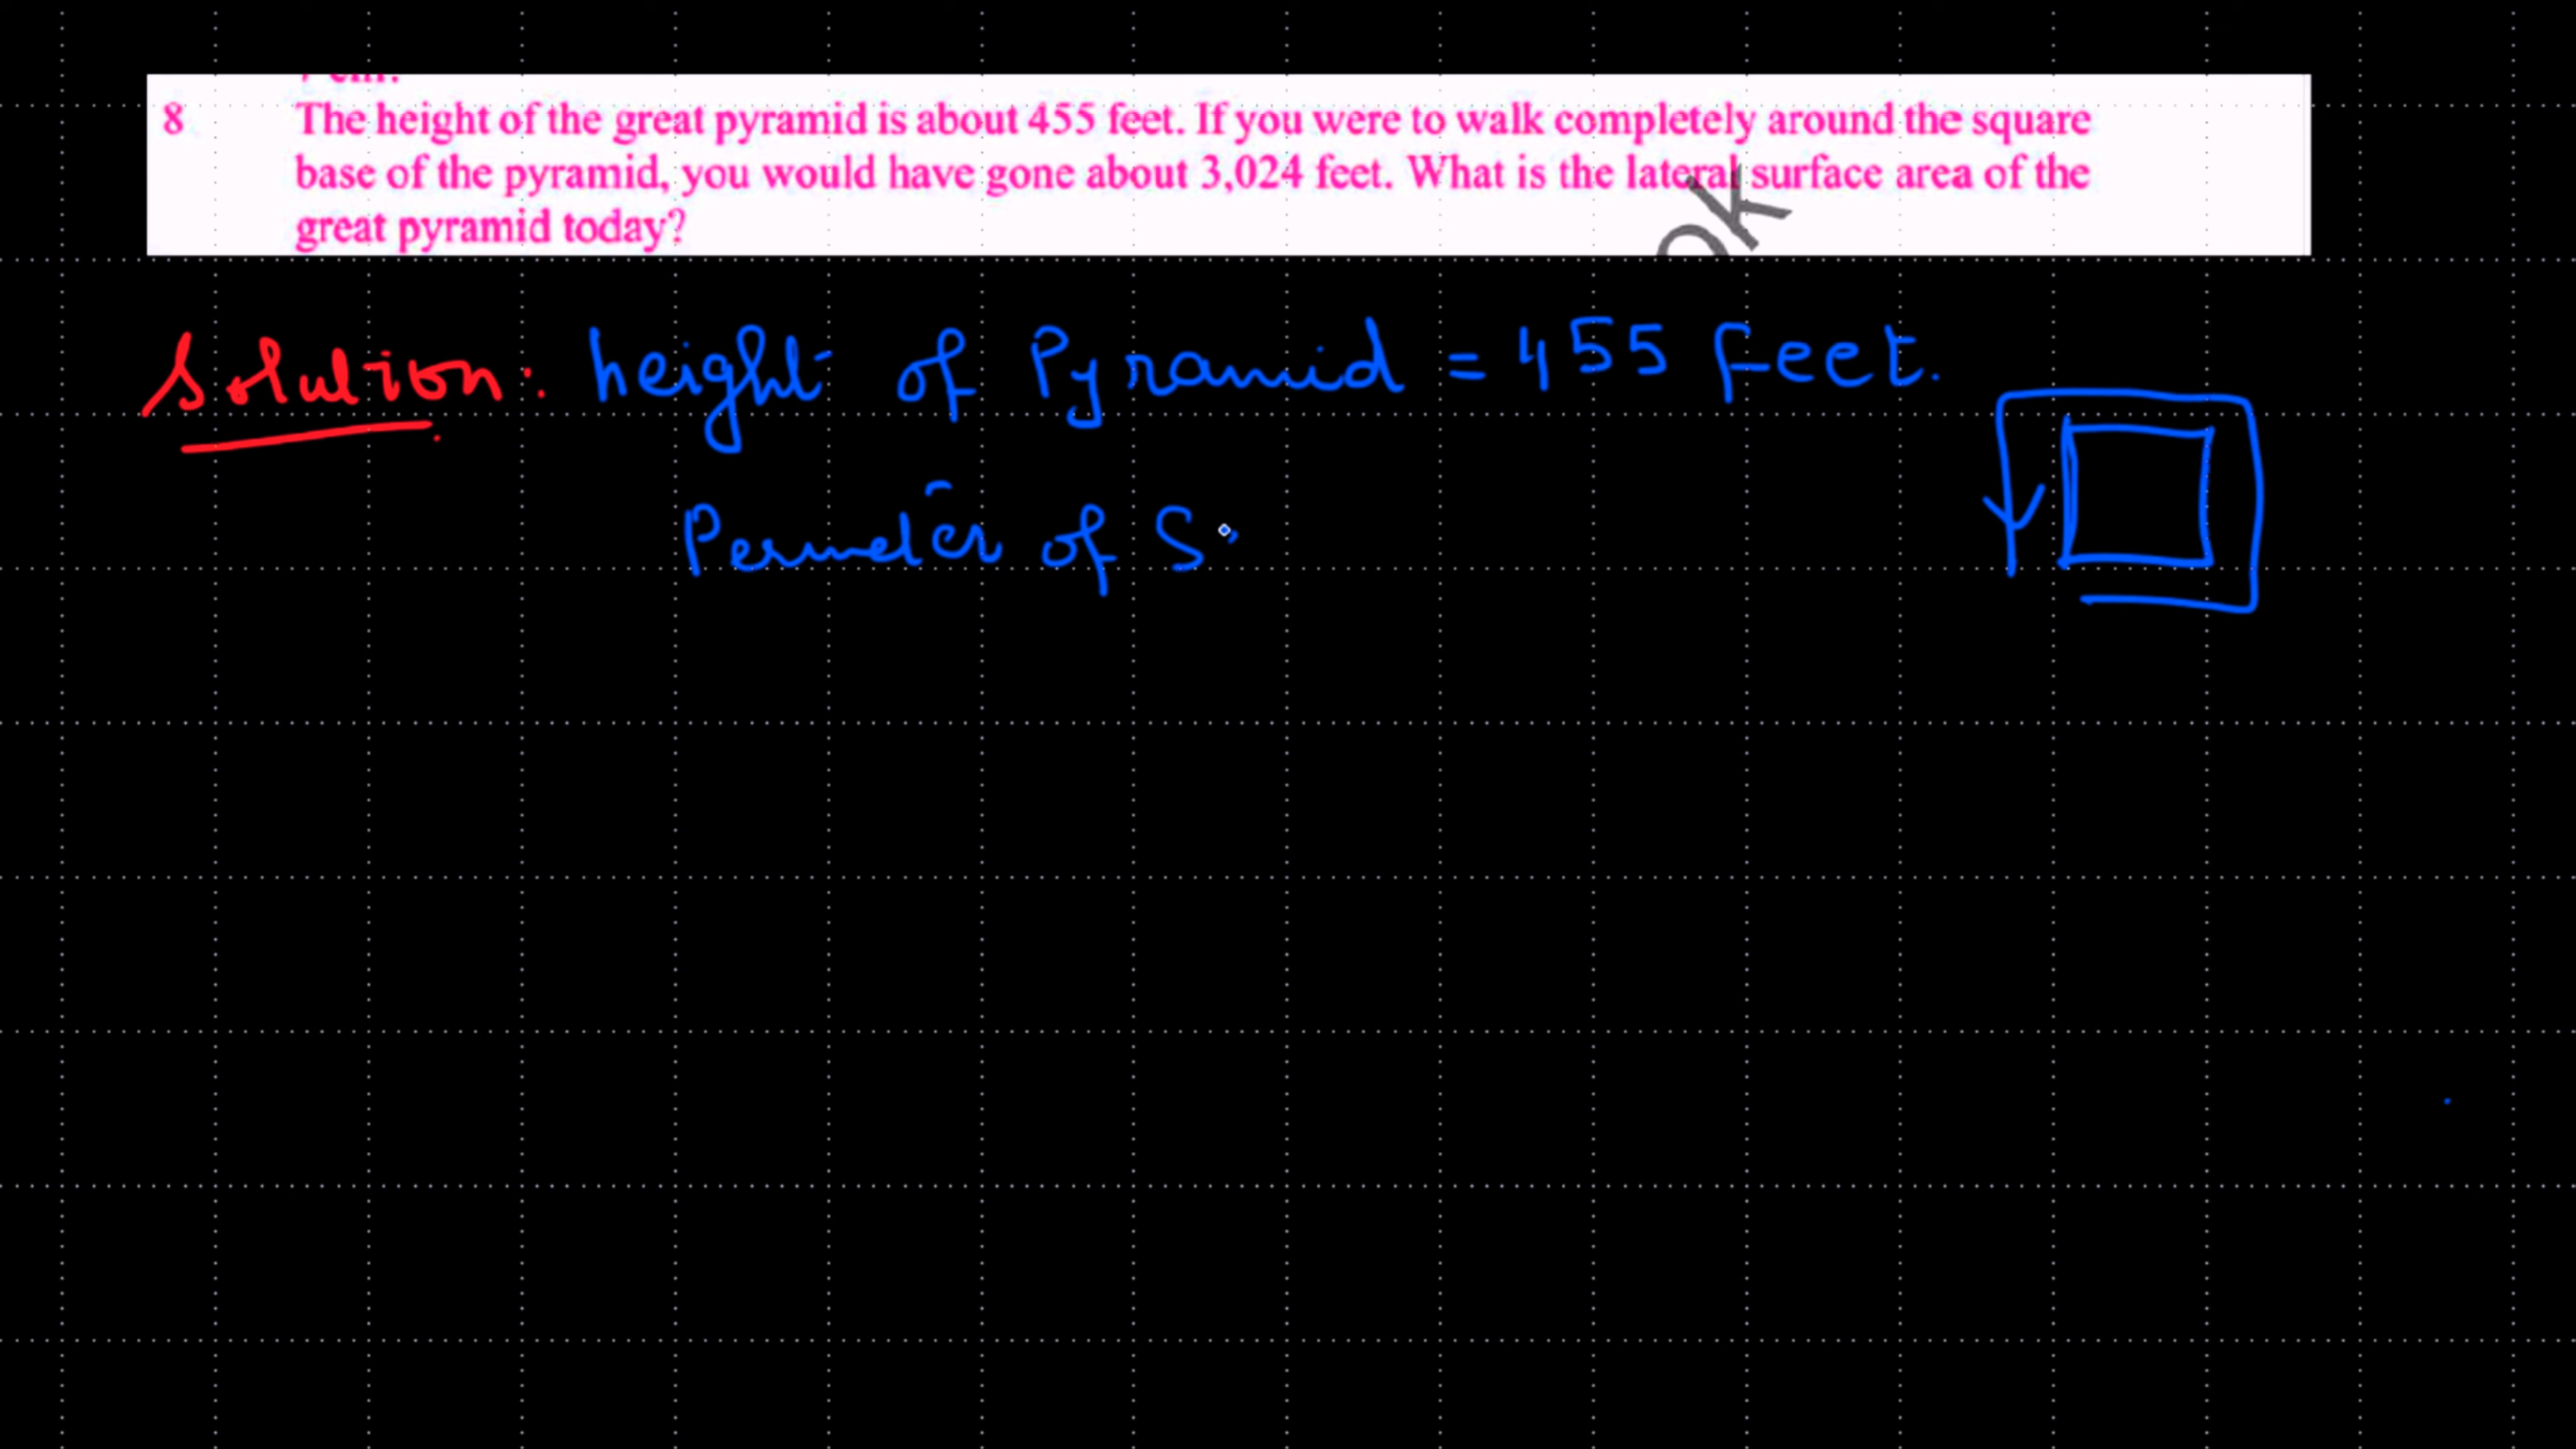 8 The height of the great pyramid is about 455 feet. If you were to walk completely around the square
base of the pyramid, you would have gone about 3,024 feet. What is the lateral surface area of the
great pyramid today?
Solution: height of Pyramid = 455 feet.
Perimeter of S